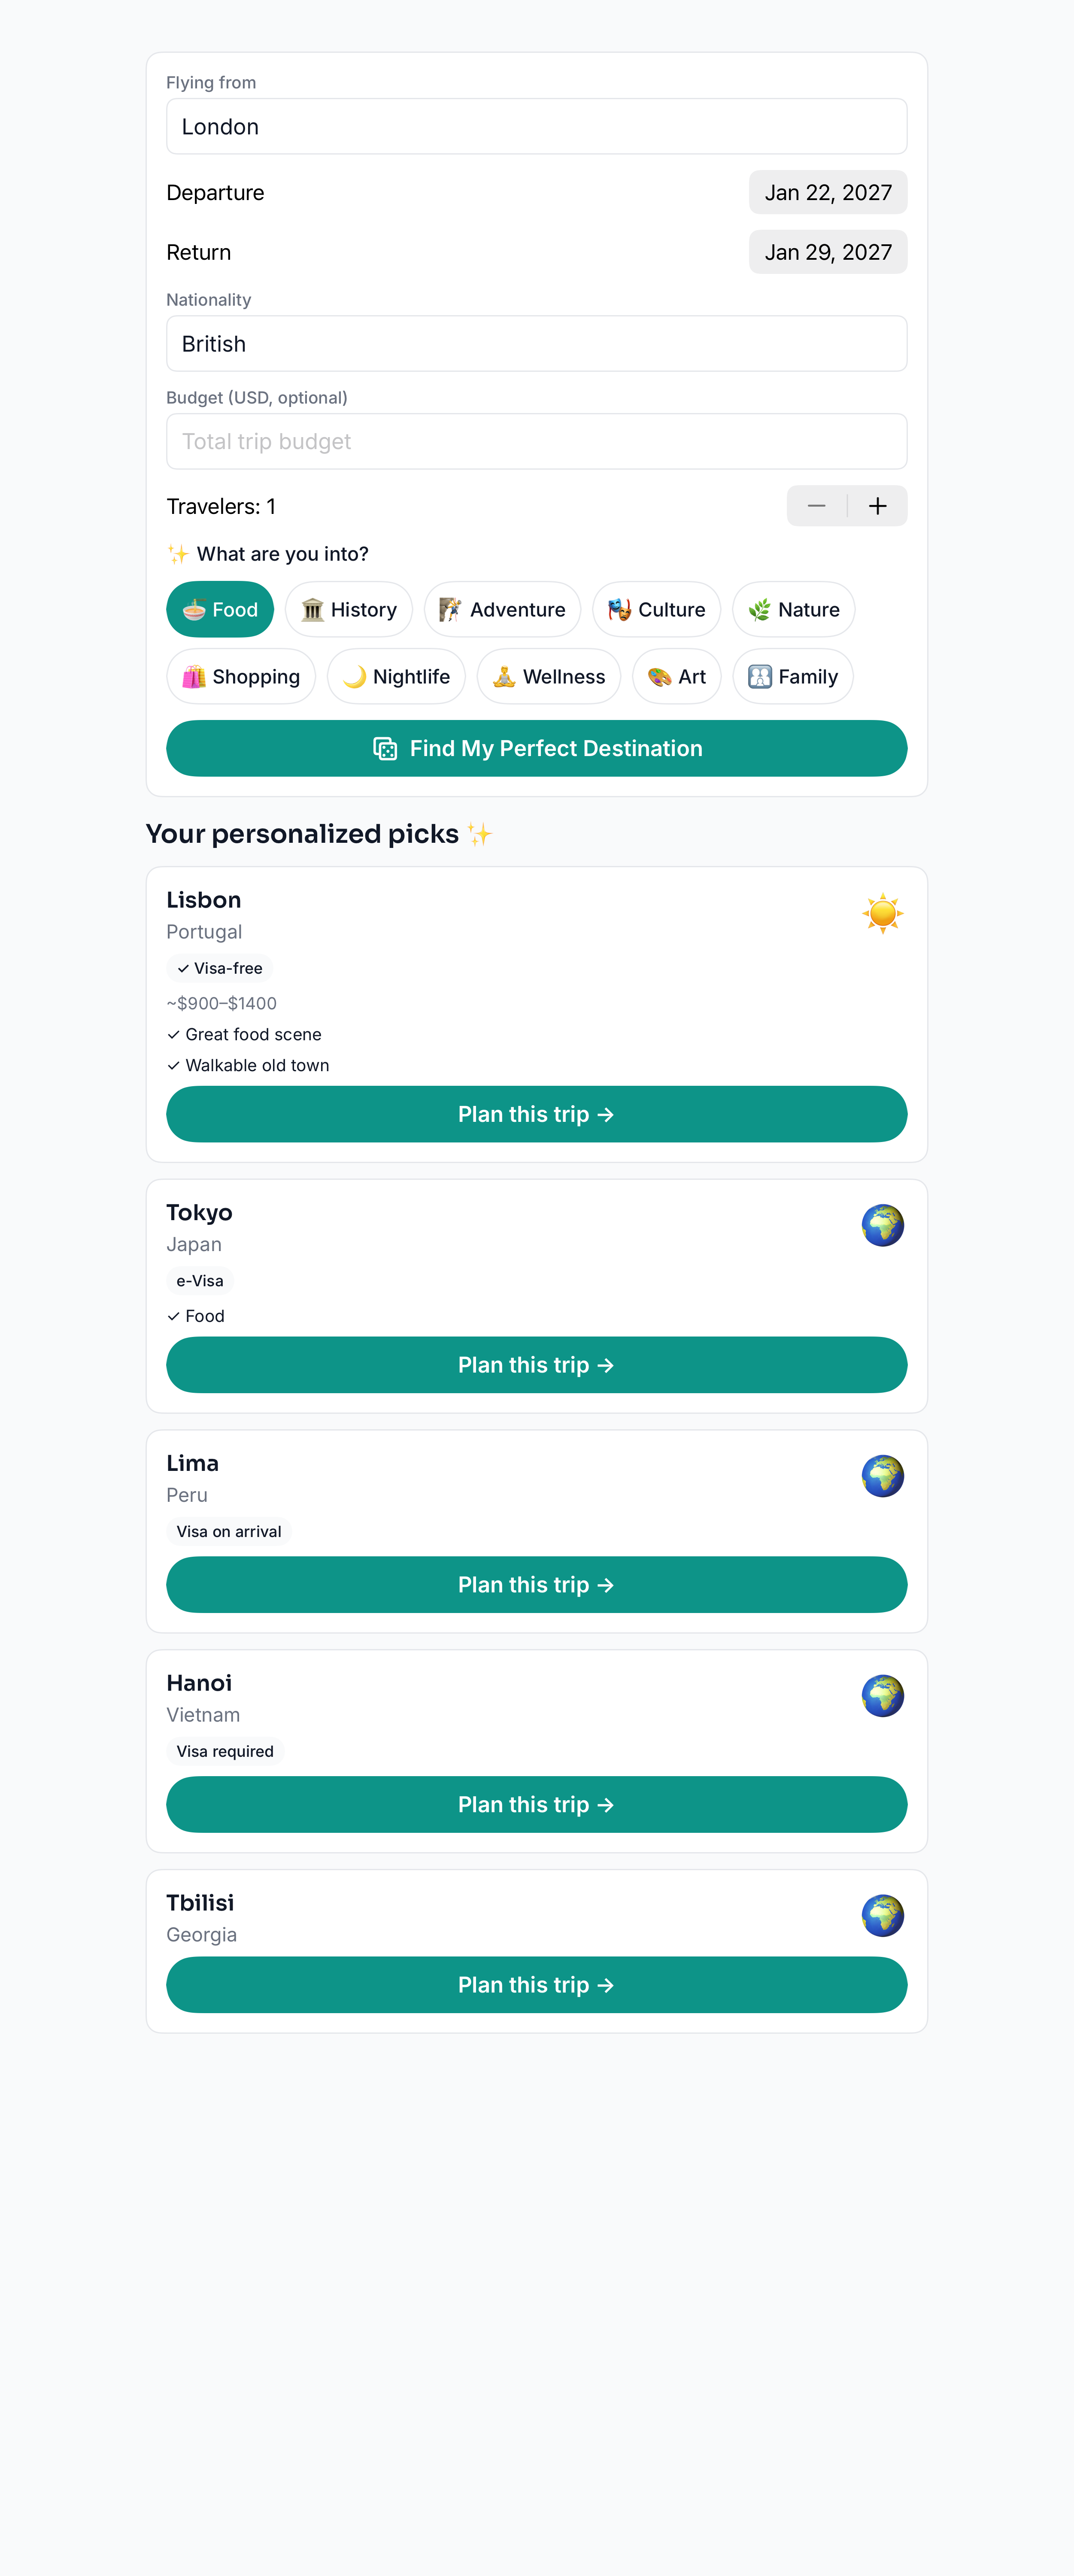 Flying from
London
Departure Jan 22, 2027
Return Jan 29, 2027
Nationality
British
Budget (USD, optional)
Total trip budget
Travelers: 1 − +
✨ What are you into?
🍜 Food 🏛️ History 🧗 Adventure 🎭 Culture 🌿 Nature
🛍️ Shopping 🌙 Nightlife 🧘 Wellness 🎨 Art 👪 Family
Find My Perfect Destination
Your personalized picks ✨
Lisbon
Portugal
✓ Visa-free
~$900–$1400
✓ Great food scene
✓ Walkable old town
Plan this trip →
Tokyo
Japan
e-Visa
✓ Food
Plan this trip →
Lima
Peru
Visa on arrival
Plan this trip →
Hanoi
Vietnam
Visa required
Plan this trip →
Tbilisi
Georgia
Plan this trip →